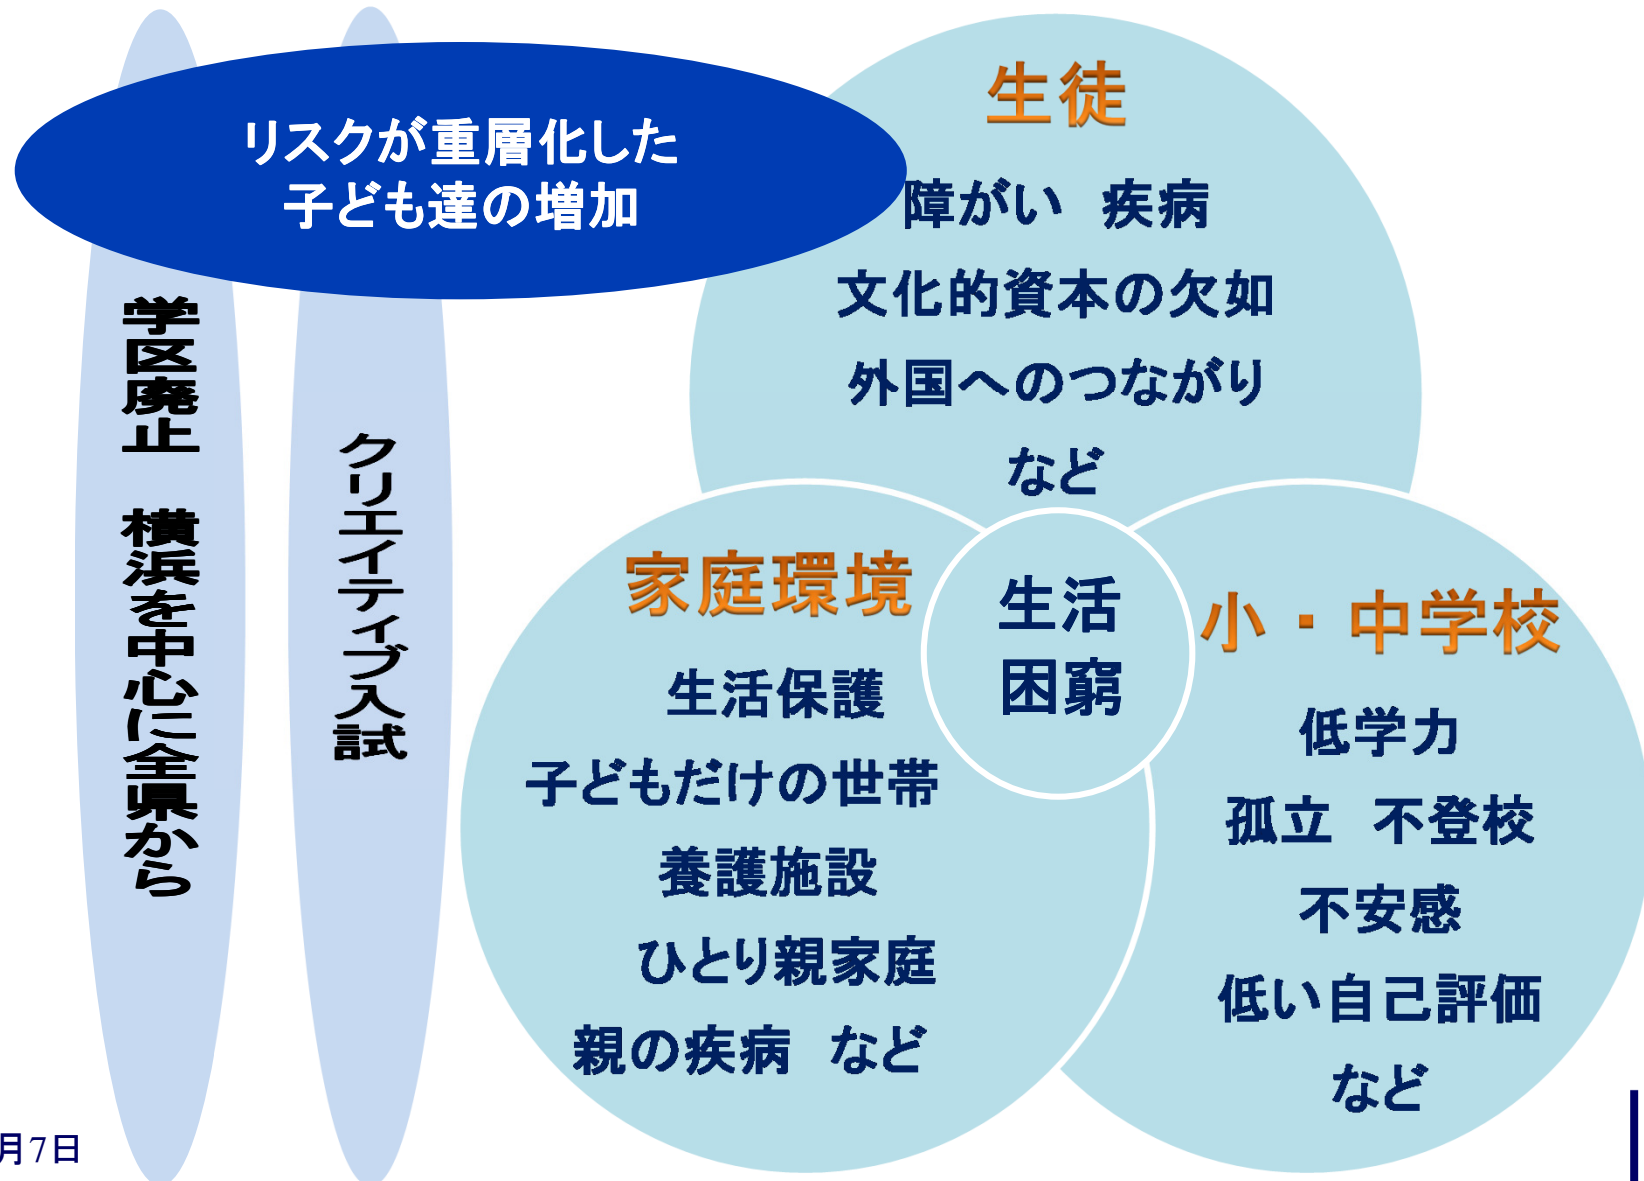 リスクが重層化した
子ども達の増加
学区廃止 横浜を中心に全県から
クリエイティブ入試
生徒
障がい 疾病
文化的資本の欠如
外国へのつながり
など
家庭環境
生活保護
子どもだけの世帯
養護施設
ひとり親家庭
親の疾病 など
生活
困窮
小・中学校
低学力
孤立 不登校
不安感
低い自己評価
など
月7日